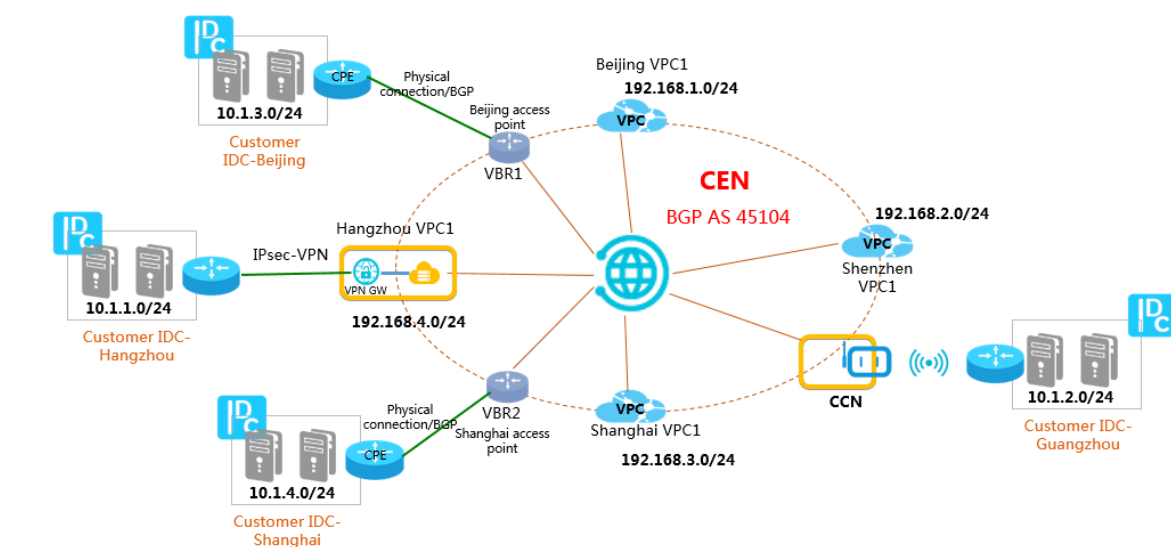 IDC
10.1.3.0/24
CPE
Customer
IDC-Beijing
Physical
connection/BGP
Beijing access
point
VBR1
Beijing VPC1
192.168.1.0/24
VPC
CEN
BGP AS 45104
192.168.2.0/24
VPC
Shenzhen
VPC1
IDC
10.1.1.0/24
Customer IDC-
Hangzhou
IPsec-VPN
Hangzhou VPC1
VPN GW
192.168.4.0/24
CCN
IDC
10.1.2.0/24
Customer IDC-
Guangzhou
IDC
10.1.4.0/24
CPE
Customer IDC-
Shanghai
Physical
connection/BGP
VBR2
Shanghai access
point
VPC
Shanghai VPC1
192.168.3.0/24